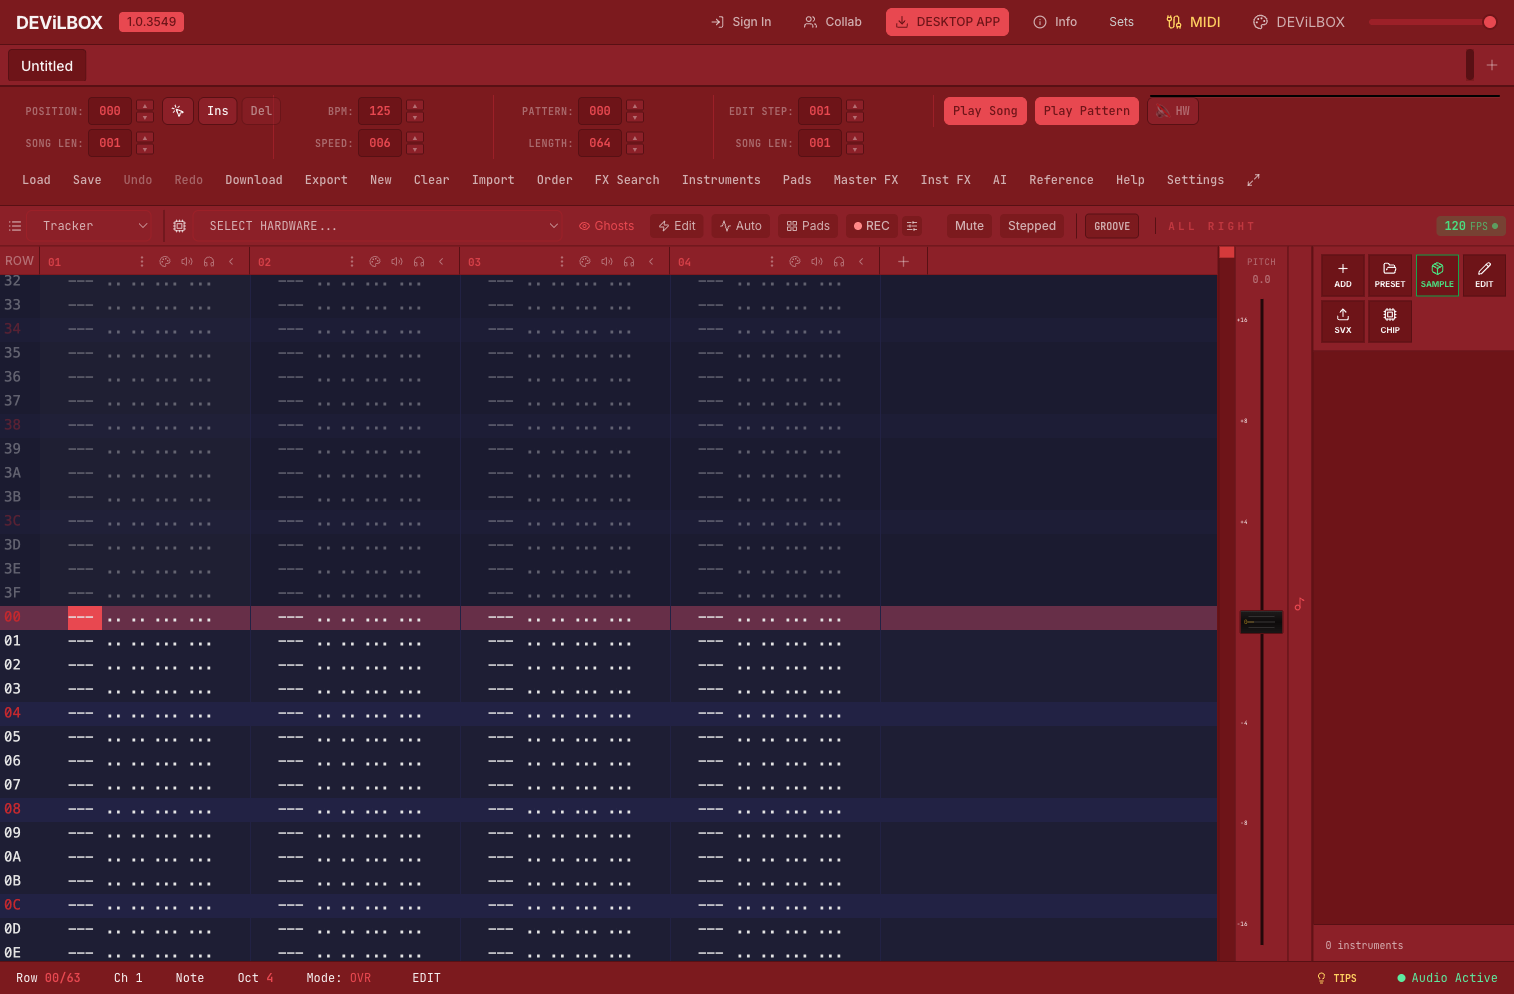 DEViLBOX 1.0.3549 Sign In Collab DESKTOP APP Info Sets MIDI DEViLBOX
Untitled
POSITION: 000 Ins Del BPM: 125 PATTERN: 000 EDIT STEP: 001 Play Song Play Pattern HW
SONG LEN: 001 SPEED: 006 LENGTH: 064 SONG LEN: 001
Load Save Undo Redo Download Export New Clear Import Order FX Search Instruments Pads Master FX Inst FX AI Reference Help Settings
Tracker SELECT HARDWARE... Ghosts Edit Auto Pads REC Mute Stepped GROOVE ALL RIGHT 120 FPS
ROW 01 02 03 04
PITCH
0.0
+16
+8
+4
-4
-8
-16
ADD PRESET SAMPLE EDIT
SVX CHIP
32 --- .. .. ... ... --- .. .. ... ... --- .. .. ... ... --- .. .. ... ...
33 --- .. .. ... ... --- .. .. ... ... --- .. .. ... ... --- .. .. ... ...
34 --- .. .. ... ... --- .. .. ... ... --- .. .. ... ... --- .. .. ... ...
35 --- .. .. ... ... --- .. .. ... ... --- .. .. ... ... --- .. .. ... ...
36 --- .. .. ... ... --- .. .. ... ... --- .. .. ... ... --- .. .. ... ...
37 --- .. .. ... ... --- .. .. ... ... --- .. .. ... ... --- .. .. ... ...
38 --- .. .. ... ... --- .. .. ... ... --- .. .. ... ... --- .. .. ... ...
39 --- .. .. ... ... --- .. .. ... ... --- .. .. ... ... --- .. .. ... ...
3A --- .. .. ... ... --- .. .. ... ... --- .. .. ... ... --- .. .. ... ...
3B --- .. .. ... ... --- .. .. ... ... --- .. .. ... ... --- .. .. ... ...
3C --- .. .. ... ... --- .. .. ... ... --- .. .. ... ... --- .. .. ... ...
3D --- .. .. ... ... --- .. .. ... ... --- .. .. ... ... --- .. .. ... ...
3E --- .. .. ... ... --- .. .. ... ... --- .. .. ... ... --- .. .. ... ...
3F --- .. .. ... ... --- .. .. ... ... --- .. .. ... ... --- .. .. ... ...
00 --- .. .. ... ... --- .. .. ... ... --- .. .. ... ... --- .. .. ... ...
01 --- .. .. ... ... --- .. .. ... ... --- .. .. ... ... --- .. .. ... ...
02 --- .. .. ... ... --- .. .. ... ... --- .. .. ... ... --- .. .. ... ...
03 --- .. .. ... ... --- .. .. ... ... --- .. .. ... ... --- .. .. ... ...
04 --- .. .. ... ... --- .. .. ... ... --- .. .. ... ... --- .. .. ... ...
05 --- .. .. ... ... --- .. .. ... ... --- .. .. ... ... --- .. .. ... ...
06 --- .. .. ... ... --- .. .. ... ... --- .. .. ... ... --- .. .. ... ...
07 --- .. .. ... ... --- .. .. ... ... --- .. .. ... ... --- .. .. ... ...
08 --- .. .. ... ... --- .. .. ... ... --- .. .. ... ... --- .. .. ... ...
09 --- .. .. ... ... --- .. .. ... ... --- .. .. ... ... --- .. .. ... ...
0A --- .. .. ... ... --- .. .. ... ... --- .. .. ... ... --- .. .. ... ...
0B --- .. .. ... ... --- .. .. ... ... --- .. .. ... ... --- .. .. ... ...
0C --- .. .. ... ... --- .. .. ... ... --- .. .. ... ... --- .. .. ... ...
0D --- .. .. ... ... --- .. .. ... ... --- .. .. ... ... --- .. .. ... ...
0E --- .. .. ... ... --- .. .. ... ... --- .. .. ... ... --- .. .. ... ...
0 instruments
Row 00/63 Ch 1 Note Oct 4 Mode: OVR EDIT TIPS Audio Active